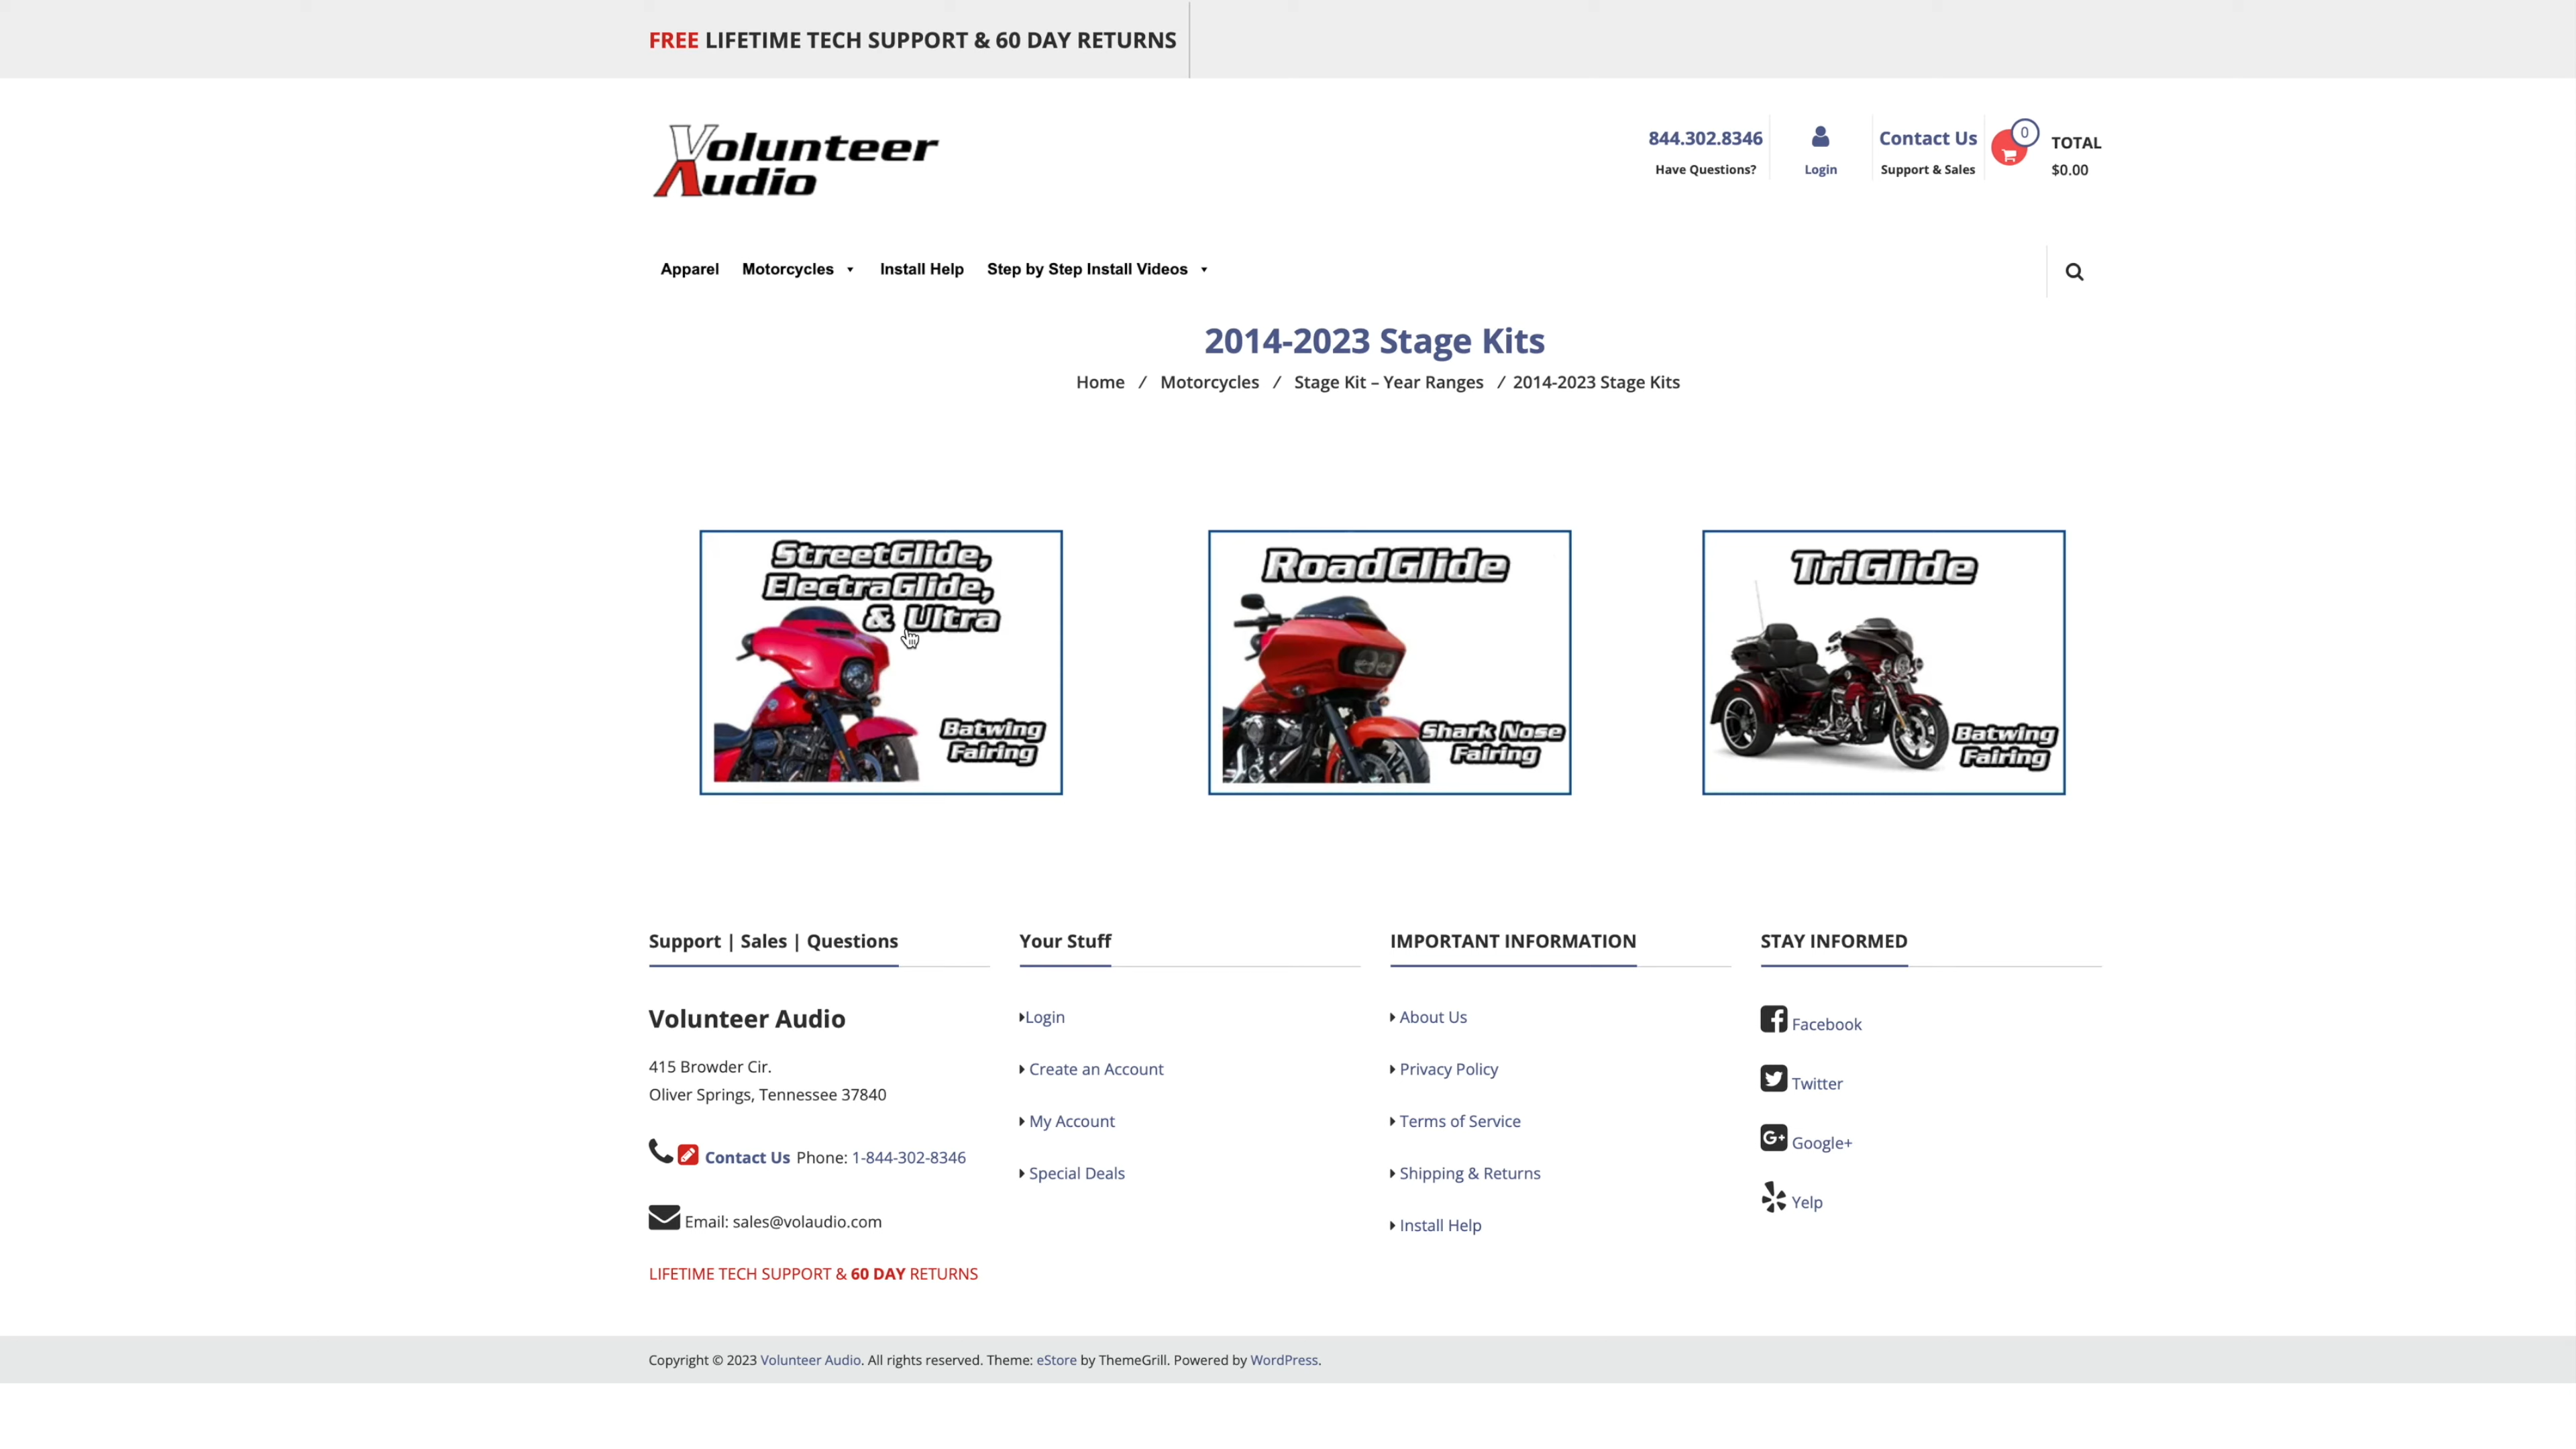 FREE LIFETIME TECH SUPPORT & 60 DAY RETURNS
Volunteer
Audio
844.302.8346
Have Questions?
Login
Contact Us
Support & Sales
0
TOTAL
$0.00
Apparel Motorcycles Install Help Step by Step Install Videos
2014-2023 Stage Kits
Home / Motorcycles / Stage Kit – Year Ranges / 2014-2023 Stage Kits
StreetGlide,
ElectraGlide,
& Ultra
Batwing
Fairing
RoadGlide
Shark Nose
Fairing
TriGlide
Batwing
Fairing
Support | Sales | Questions
Volunteer Audio
415 Browder Cir.
Oliver Springs, Tennessee 37840
Contact Us Phone: 1-844-302-8346
Email: sales@volaudio.com
LIFETIME TECH SUPPORT & 60 DAY RETURNS
Your Stuff
Login
Create an Account
My Account
Special Deals
IMPORTANT INFORMATION
About Us
Privacy Policy
Terms of Service
Shipping & Returns
Install Help
STAY INFORMED
Facebook
Twitter
G+ Google+
Yelp
Copyright © 2023 Volunteer Audio. All rights reserved. Theme: eStore by ThemeGrill. Powered by WordPress.